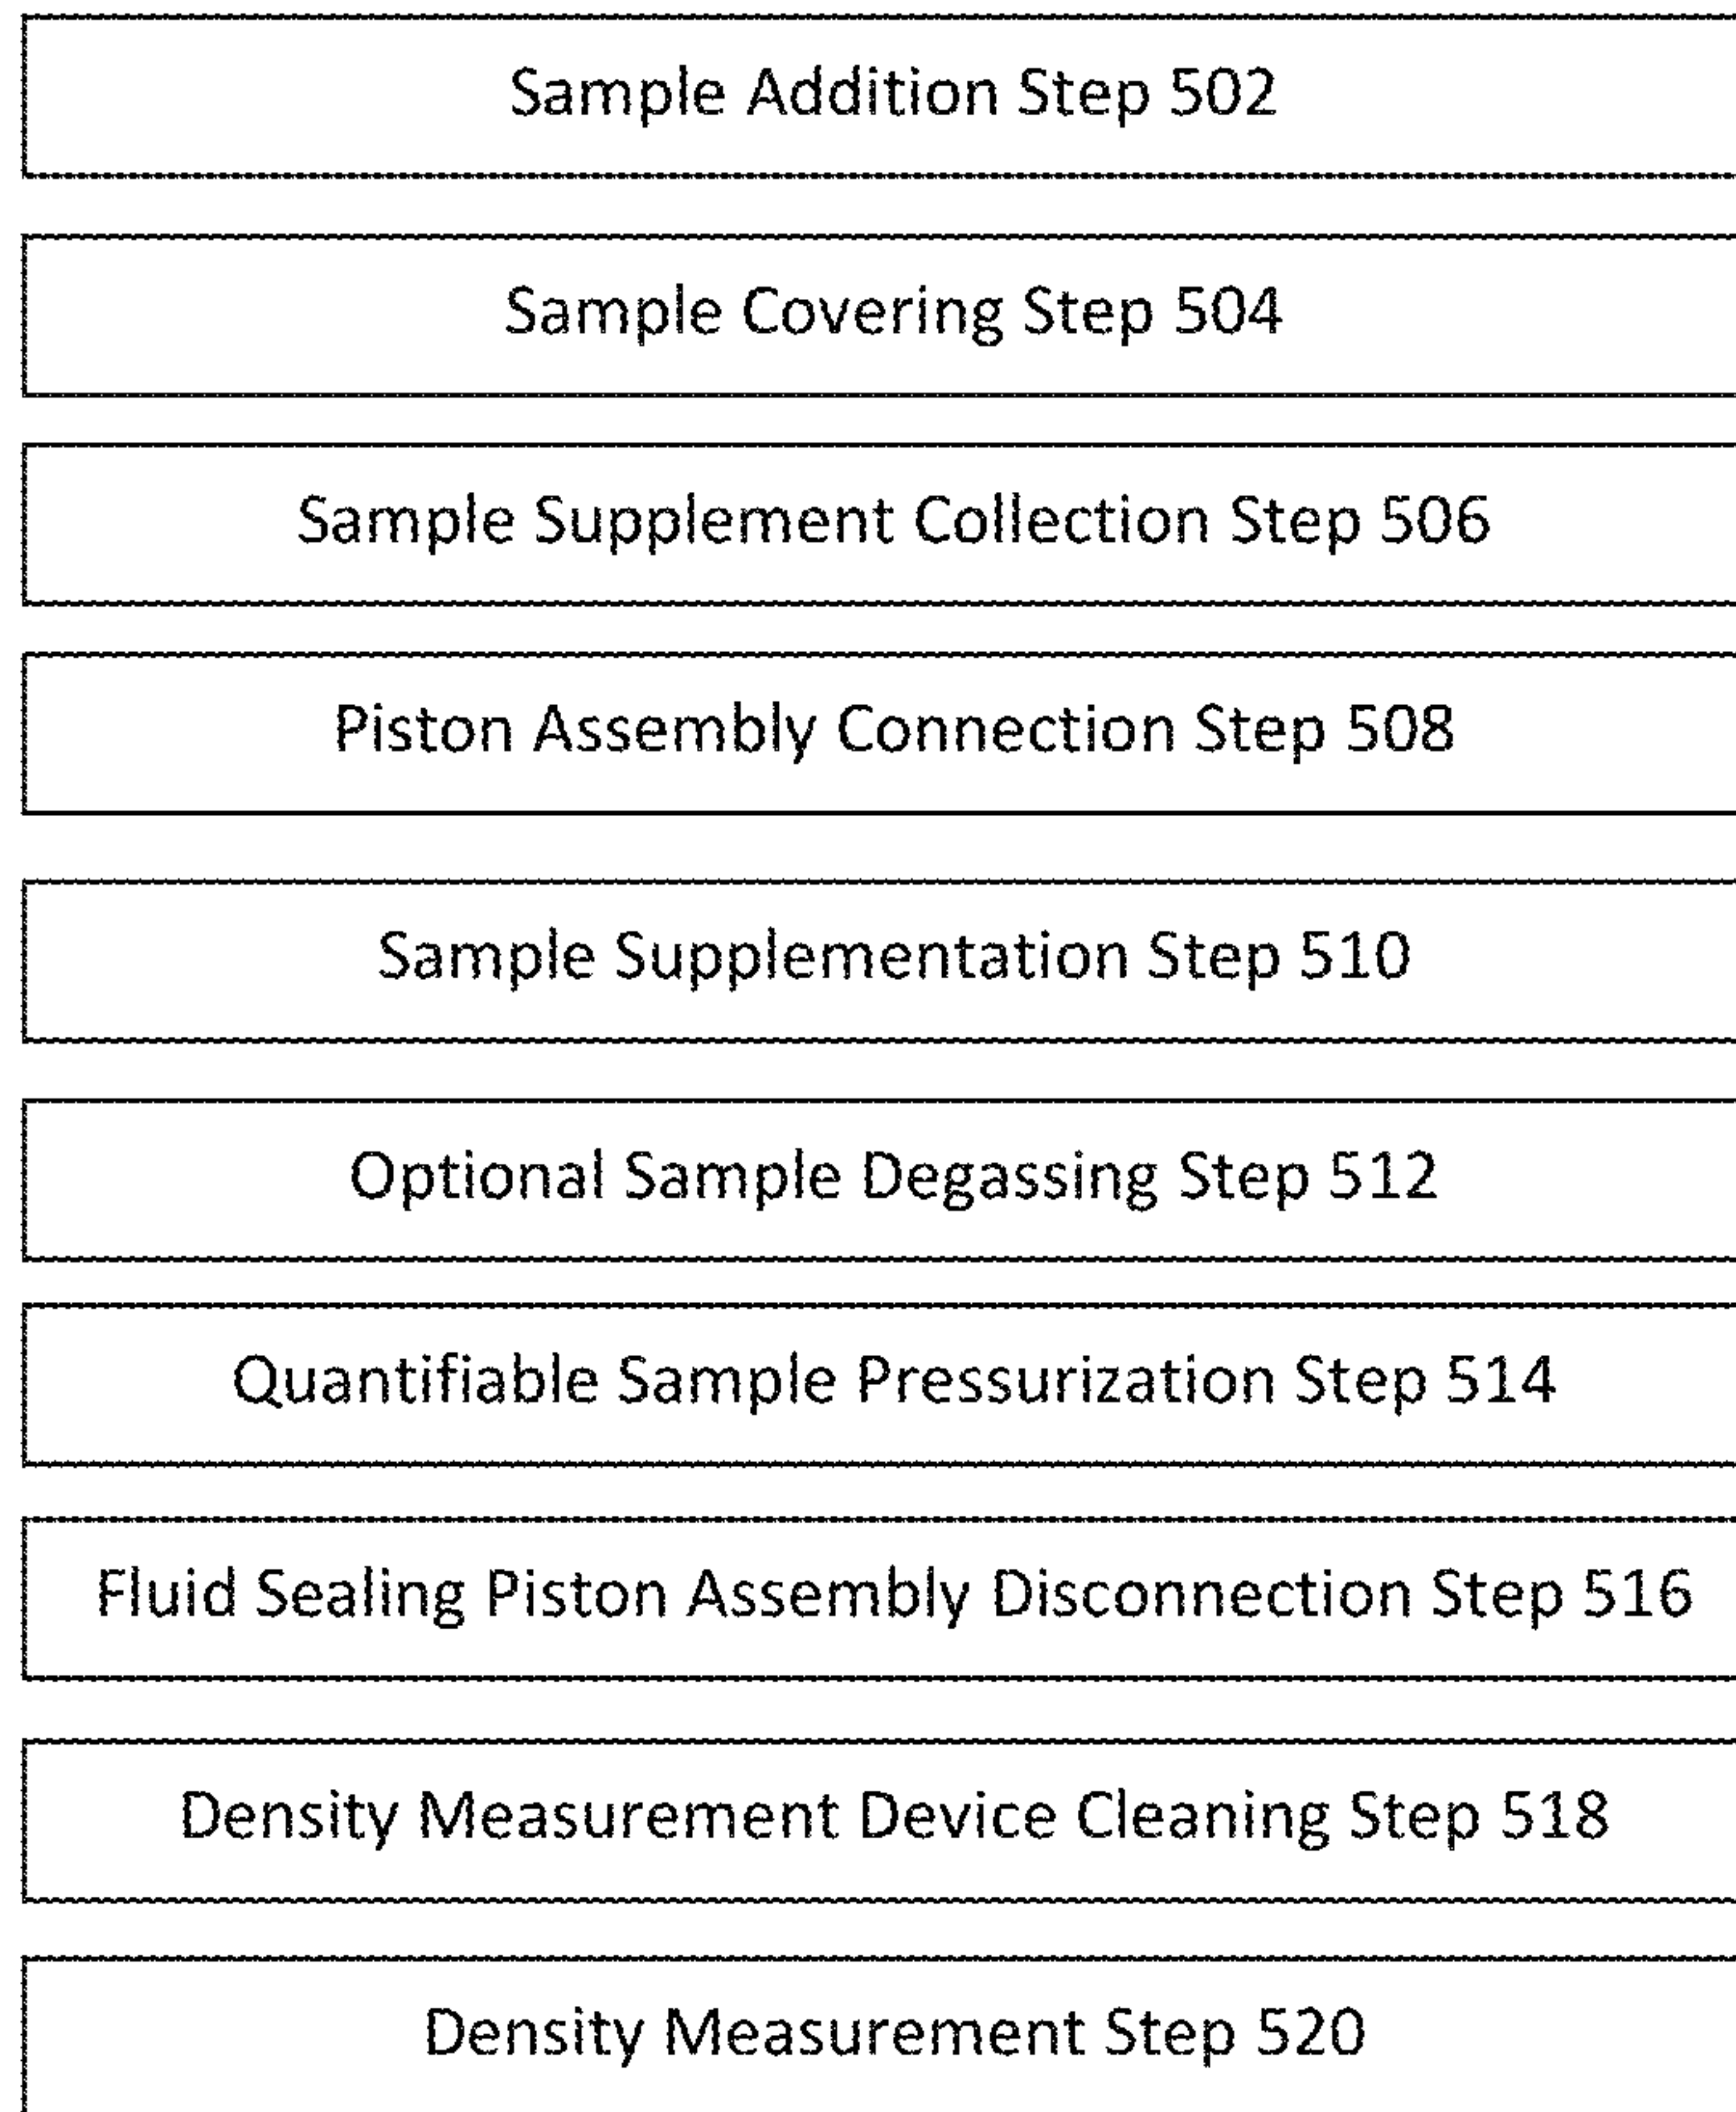 Sample Addition Step 502
Sample Covering Step 504
Sample Supplement Collection Step 506
Piston Assembly Connection Step 508
Sample Supplementation Step 510
Optional Sample Degassing Step 512
Quantifiable Sample Pressurization Step 514
Fluid Sealing Piston Assembly Disconnection Step 516
Density Measurement Device Cleaning Step 518
Density Measurement Step 520